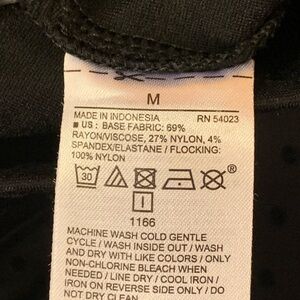 M
MADE IN INDONESIA RN 54023
■ US : BASE FABRIC: 69%
RAYON/VISCOSE, 27% NYLON, 4%
SPANDEX/ELASTANE / FLOCKING:
100% NYLON
30
®
I
1166
MACHINE WASH COLD GENTLE
CYCLE / WASH INSIDE OUT / WASH
AND DRY WITH LIKE COLORS / ONLY
NON-CHLORINE BLEACH WHEN
NEEDED / LINE DRY / COOL IRON /
IRON ON REVERSE SIDE ONLY / DO
NOT DRY CLEAN